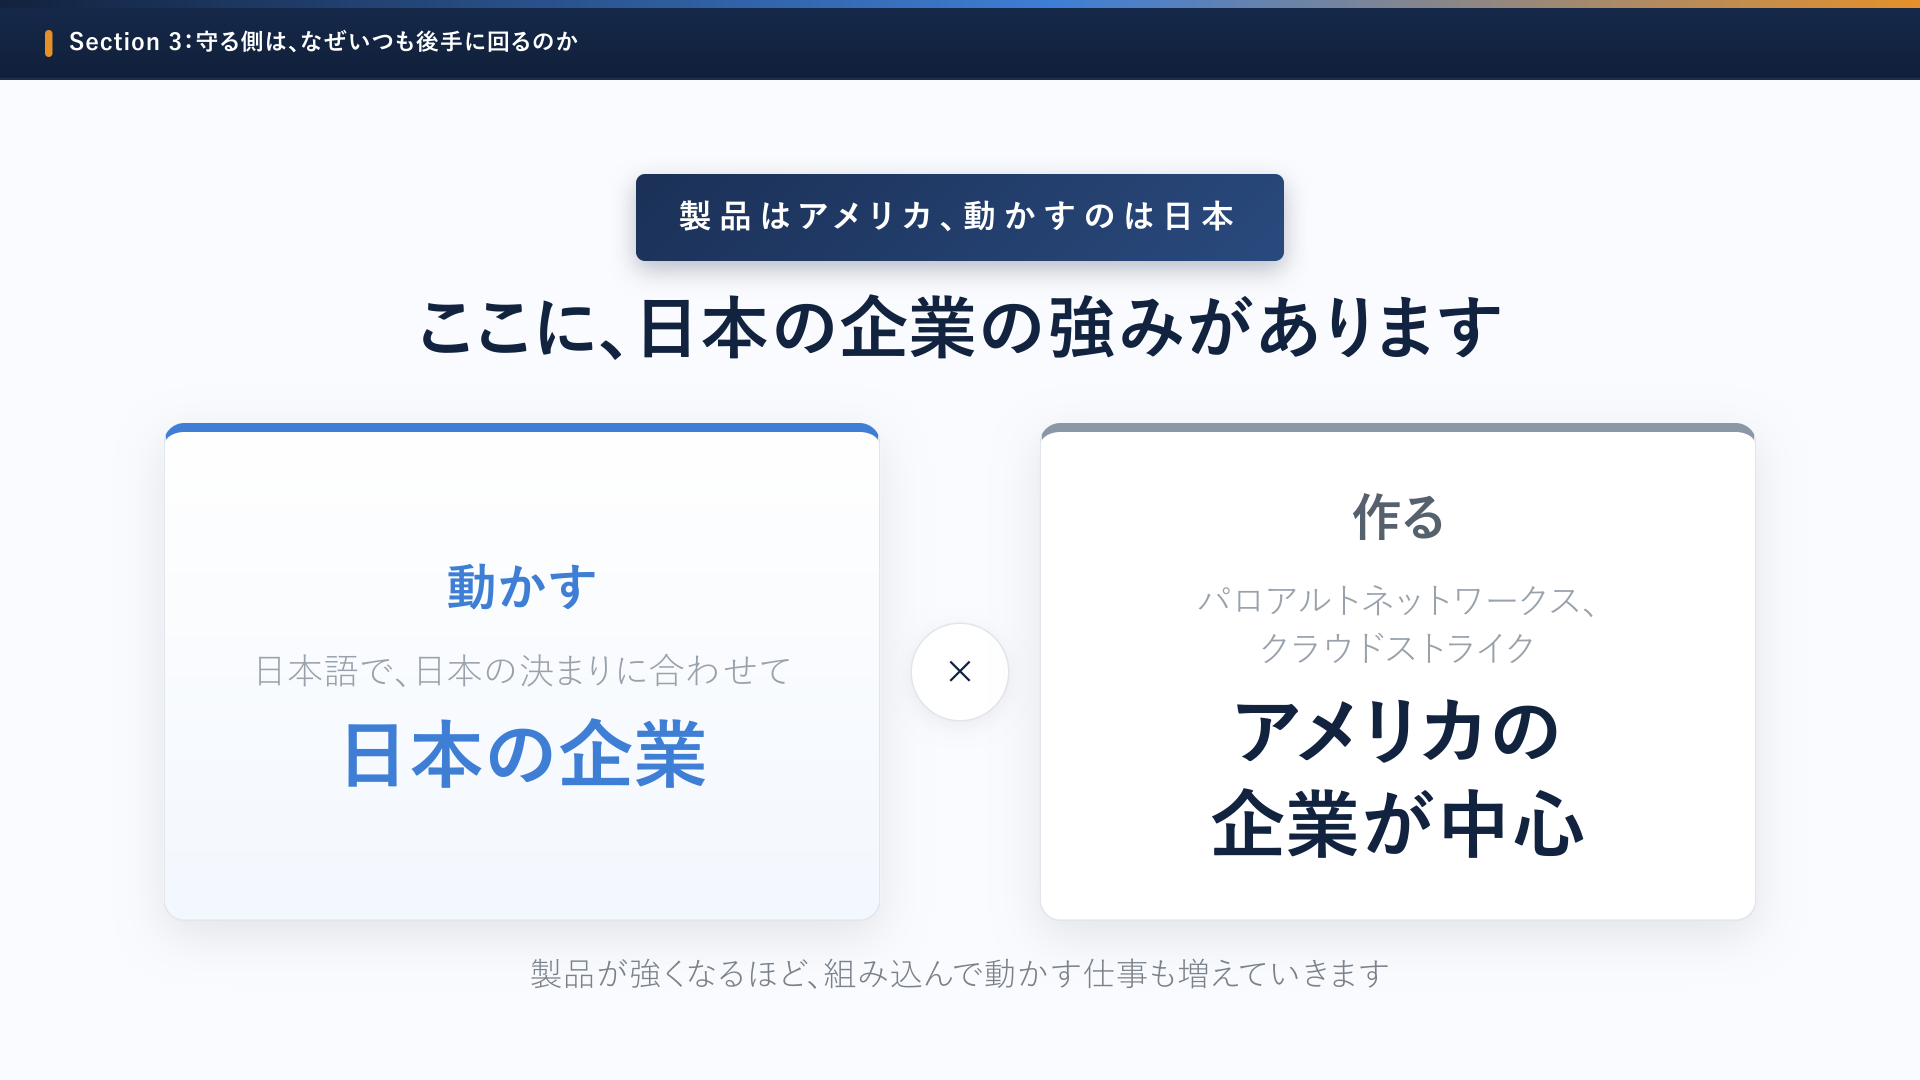 Section 3：守る側は、なぜいつも後手に回るのか
製品はアメリカ、動かすのは日本
ここに、日本の企業の強みがあります
動かす
日本語で、日本の決まりに合わせて
日本の企業
×
作る
パロアルトネットワークス、
クラウドストライク
アメリカの
企業が中心
製品が強くなるほど、組み込んで動かす仕事も増えていきます